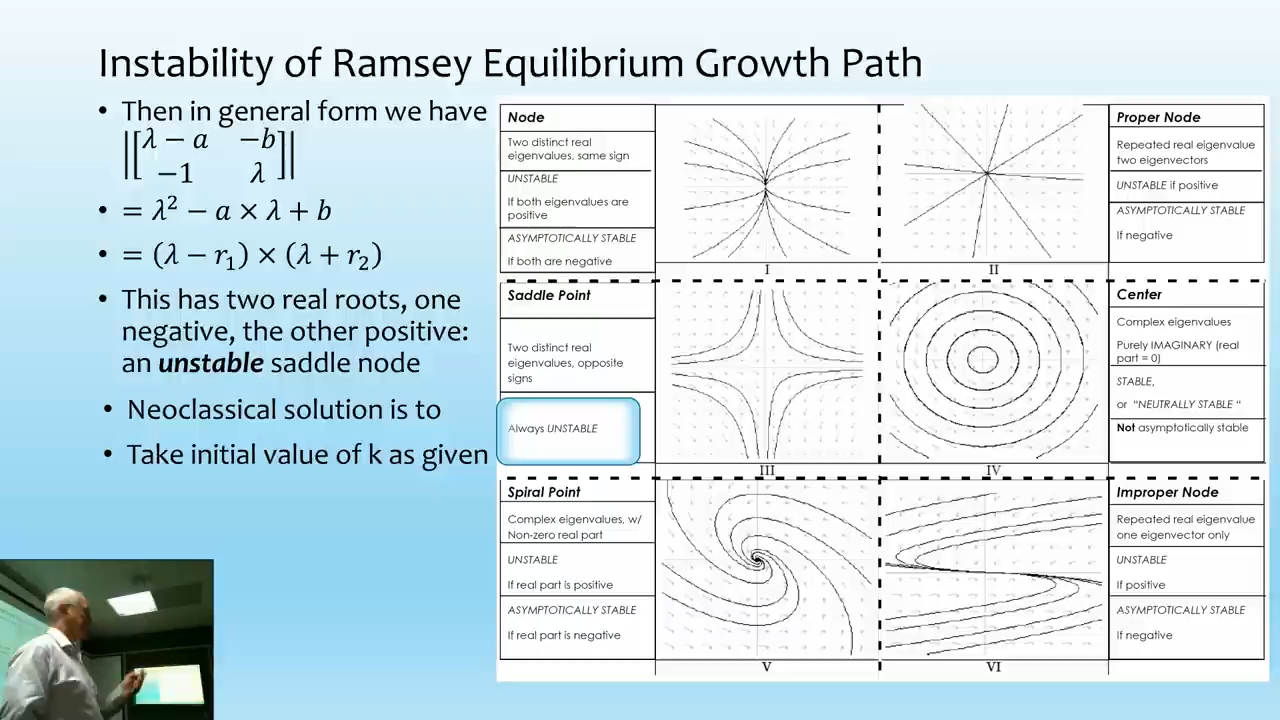 Instability of Ramsey Equilibrium Growth Path
• Then in general form we have
|[λ − a −b]|
|[−1 λ]|
• = λ² − a × λ + b
• = (λ − r₁) × (λ + r₂)
• This has two real roots, one
negative, the other positive:
an unstable saddle node
• Neoclassical solution is to
• Take initial value of k as given
Node
Two distinct real
eigenvalues, same sign
UNSTABLE
If both eigenvalues are
positive
ASYMPTOTICALLY STABLE
If both are negative
I
II
Proper Node
Repeated real eigenvalue
two eigenvectors
UNSTABLE if positive
ASYMPTOTICALLY STABLE
If negative
Saddle Point
Two distinct real
eigenvalues, opposite
signs
Always UNSTABLE
III
IV
Center
Complex eigenvalues
Purely IMAGINARY (real
part = 0)
STABLE,
or "NEUTRALLY STABLE "
Not asymptotically stable
Spiral Point
Complex eigenvalues, w/
Non-zero real part
UNSTABLE
If real part is positive
ASYMPTOTICALLY STABLE
If real part is negative
V
VI
Improper Node
Repeated real eigenvalue
one eigenvector only
UNSTABLE
If positive
ASYMPTOTICALLY STABLE
If negative